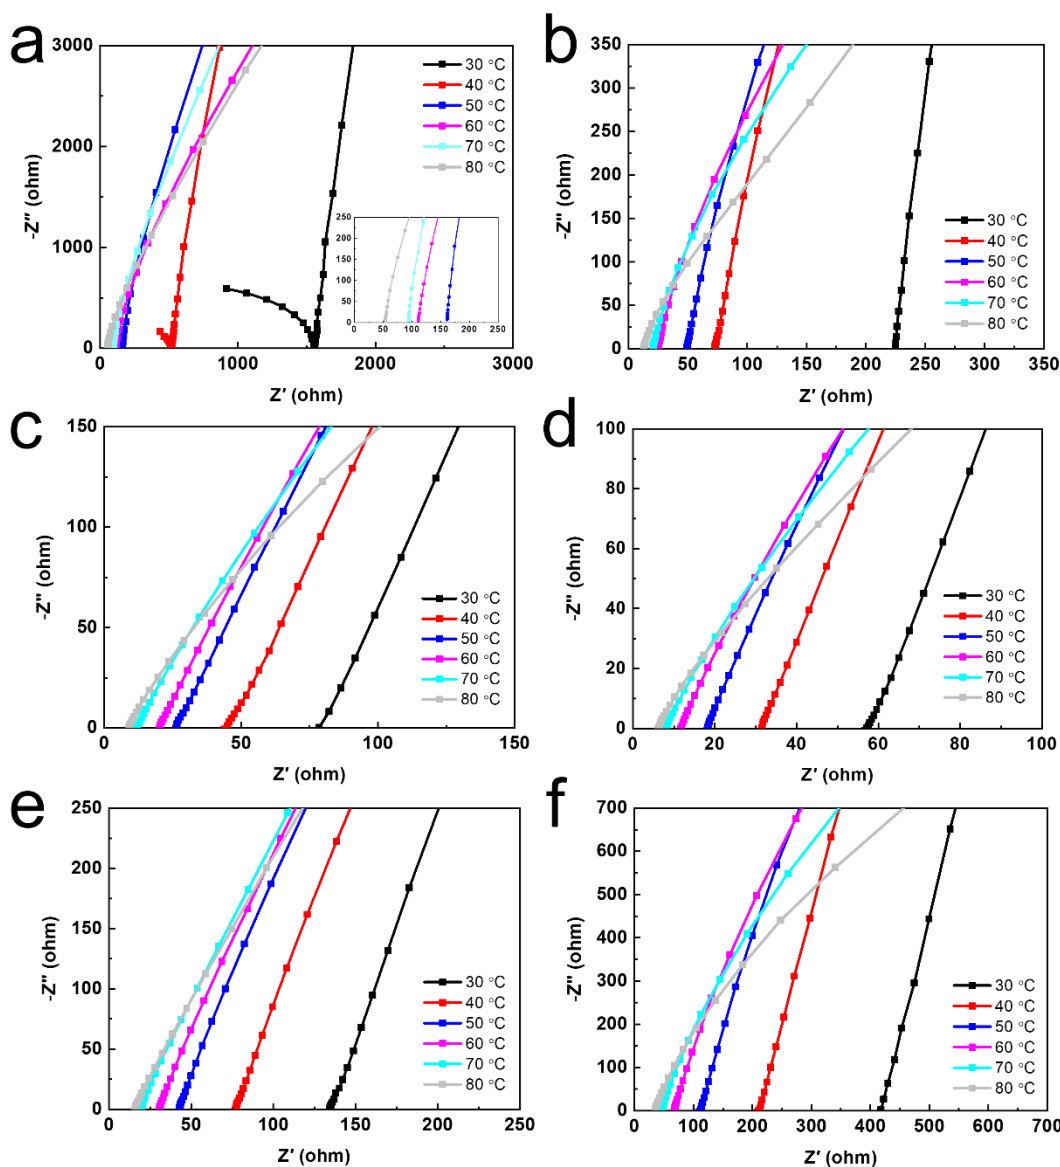 a
3000
2000
1000
0
-Z″ (ohm)
0 1000 2000 3000
Z′ (ohm)
30 °C
40 °C
50 °C
60 °C
70 °C
80 °C
250
200
150
100
50
0
0 50 100 150 200 250
b
350
300
250
200
150
100
50
0
-Z″ (ohm)
0 50 100 150 200 250 300 350
Z′ (ohm)
30 °C
40 °C
50 °C
60 °C
70 °C
80 °C
c
150
100
50
0
-Z″ (ohm)
0 50 100 150
Z′ (ohm)
30 °C
40 °C
50 °C
60 °C
70 °C
80 °C
d
100
80
60
40
20
0
-Z″ (ohm)
0 20 40 60 80 100
Z′ (ohm)
30 °C
40 °C
50 °C
60 °C
70 °C
80 °C
e
250
200
150
100
50
0
-Z″ (ohm)
0 50 100 150 200 250
Z′ (ohm)
30 °C
40 °C
50 °C
60 °C
70 °C
80 °C
f
700
600
500
400
300
200
100
0
-Z″ (ohm)
0 100 200 300 400 500 600 700
Z′ (ohm)
30 °C
40 °C
50 °C
60 °C
70 °C
80 °C